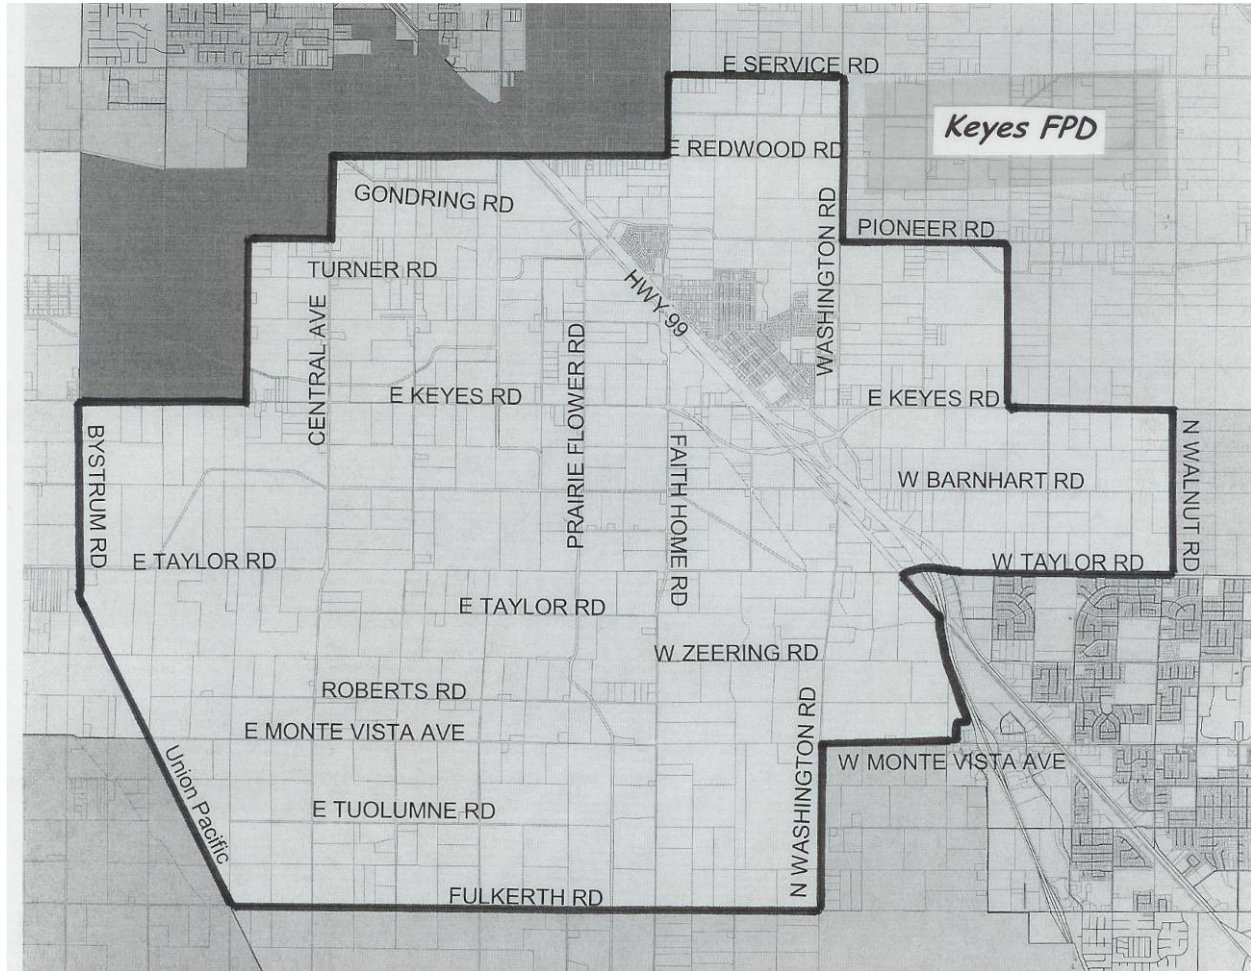 E SERVICE RD
Keyes FPD
E REDWOOD RD
GONDRING RD
WASHINGTON RD
PIONEER RD
TURNER RD
HWY 99
CENTRAL AVE
PRAIRIE FLOWER RD
E KEYES RD
E KEYES RD
BYSTRUM RD
FAITH HOME RD
N WALNUT RD
W BARNHART RD
E TAYLOR RD
W TAYLOR RD
E TAYLOR RD
W ZEERING RD
ROBERTS RD
N WASHINGTON RD
E MONTE VISTA AVE
W MONTE VISTA AVE
Union Pacific
E TUOLUMNE RD
FULKERTH RD